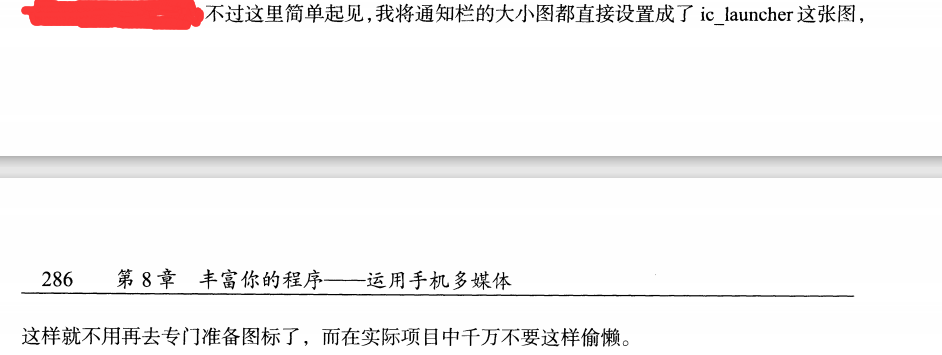 不过这里简单起见,我将通知栏的大小图都直接设置成了 ic_launcher 这张图,
286 第 8 章 丰富你的程序——运用手机多媒体
这样就不用再去专门准备图标了,而在实际项目中千万不要这样偷懒。